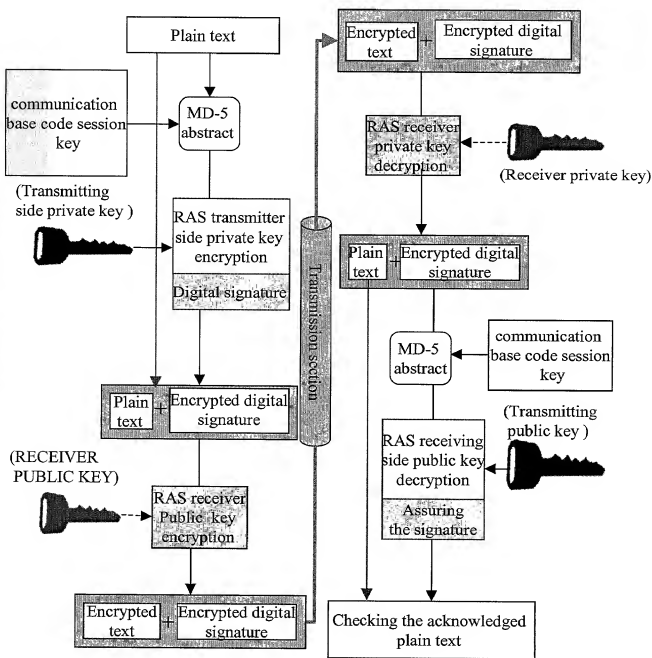 Plain text
communication
base code session
key
MD-5
abstract
(Transmitting
side private key )
RAS transmitter
side private key
encryption
Digital signature
Plain
text
+
Encrypted digital
signature
(RECEIVER
PUBLIC KEY)
RAS receiver
Public key
encryption
Encrypted
text
+
Encrypted digital
signature
Transmission section
Encrypted
text
+
Encrypted digital
signature
RAS receiver
private key
decryption
(Receiver private key)
Plain
text
+
Encrypted digital
signature
MD-5
abstract
communication
base code session
key
(Transmitting
public key )
RAS receiving
side public key
decryption
Assuring
the signature
Checking the acknowledged
plain text